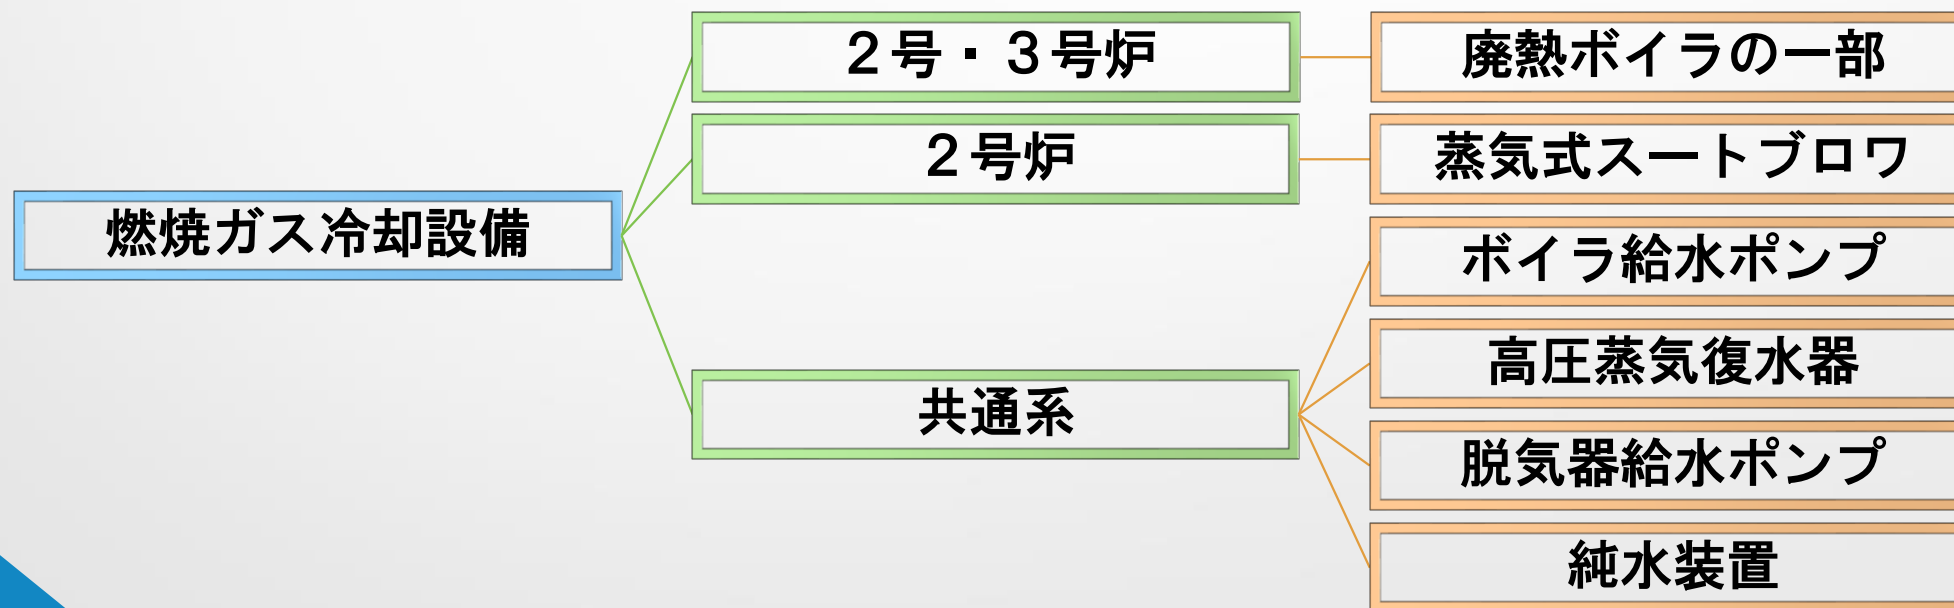 燃焼ガス冷却設備
２号・３号炉
廃熱ボイラの一部
２号炉
蒸気式スートブロワ
共通系
ボイラ給水ポンプ
高圧蒸気復水器
脱気器給水ポンプ
純水装置